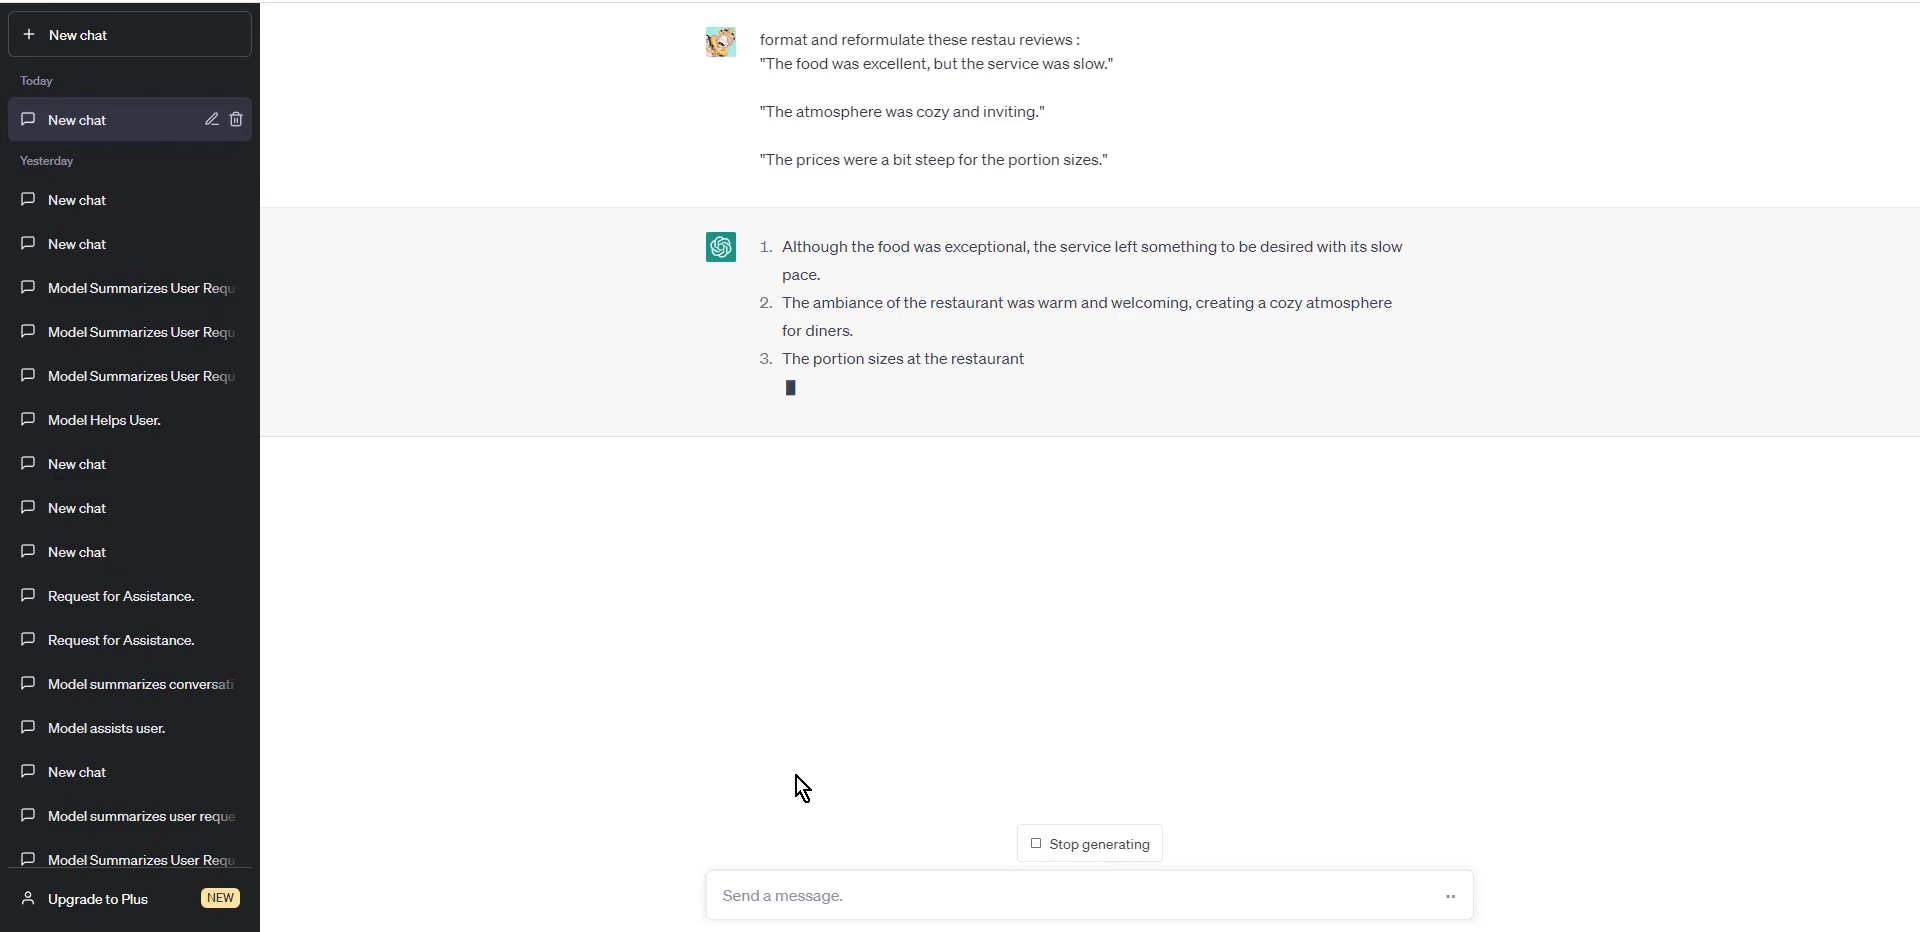 New chat
Today
New chat
Yesterday
New chat
New chat
Model Summarizes User Requ
Model Summarizes User Requ
Model Summarizes User Requ
Model Helps User.
New chat
New chat
New chat
Request for Assistance.
Request for Assistance.
Model summarizes conversati
Model assists user.
New chat
Model summarizes user reque
Model Summarizes User Requ
Upgrade to Plus NEW
format and reformulate these restau reviews :
"The food was excellent, but the service was slow."
"The atmosphere was cozy and inviting."
"The prices were a bit steep for the portion sizes."
1. Although the food was exceptional, the service left something to be desired with its slow
pace.
2. The ambiance of the restaurant was warm and welcoming, creating a cozy atmosphere
for diners.
3. The portion sizes at the restaurant
Stop generating
Send a message.